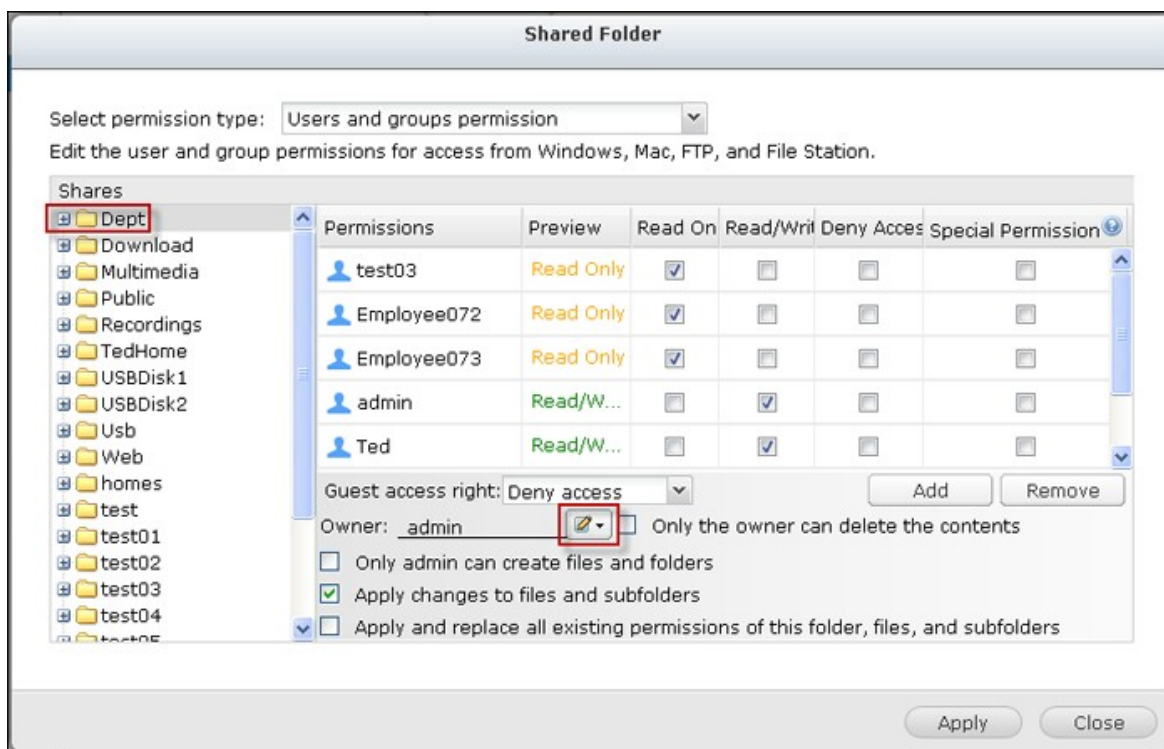 Shared Folder
Select permission type: Users and groups permission
Edit the user and group permissions for access from Windows, Mac, FTP, and File Station.
Shares
Dept
Download
Multimedia
Public
Recordings
TedHome
USBDisk1
USBDisk2
Usb
Web
homes
test
test01
test02
test03
test04
Permissions Preview Read On Read/Writ Deny Acces Special Permission
test03 Read Only
Employee072 Read Only
Employee073 Read Only
admin Read/W...
Ted Read/W...
Guest access right: Deny access Add Remove
Owner: admin Only the owner can delete the contents
Only admin can create files and folders
Apply changes to files and subfolders
Apply and replace all existing permissions of this folder, files, and subfolders
Apply Close